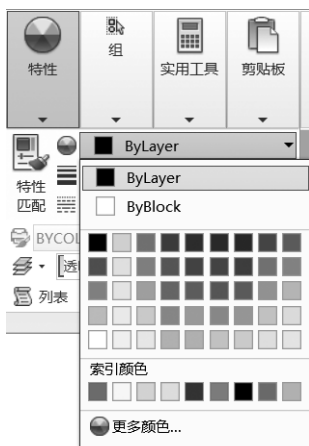 特性
组
实用工具
剪贴板
ByLayer
特性
匹配
ByLayer
ByBlock
BYCOL
透
列表
索引颜色
更多颜色...